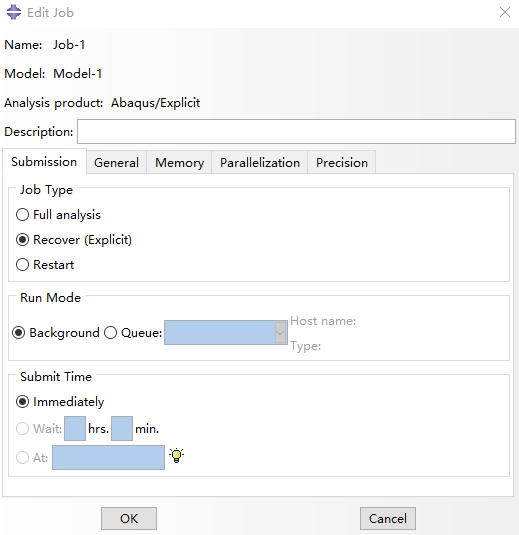 Edit Job
Name: Job-1
Model: Model-1
Analysis product: Abaqus/Explicit
Description:
Submission General Memory Parallelization Precision
Job Type
Full analysis
Recover (Explicit)
Restart
Run Mode
Background Queue: Host name:
Type:
Submit Time
Immediately
Wait: hrs. min.
At:
OK Cancel